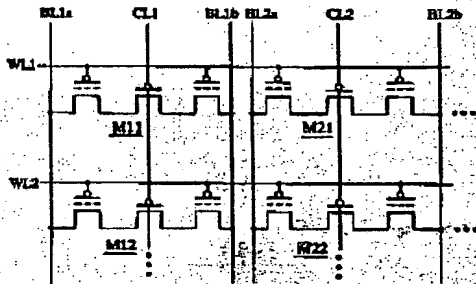 BL1a CL1 BL1b BL2a CL2 BL2b
WL1
M11 M21
WL2
M12 M22